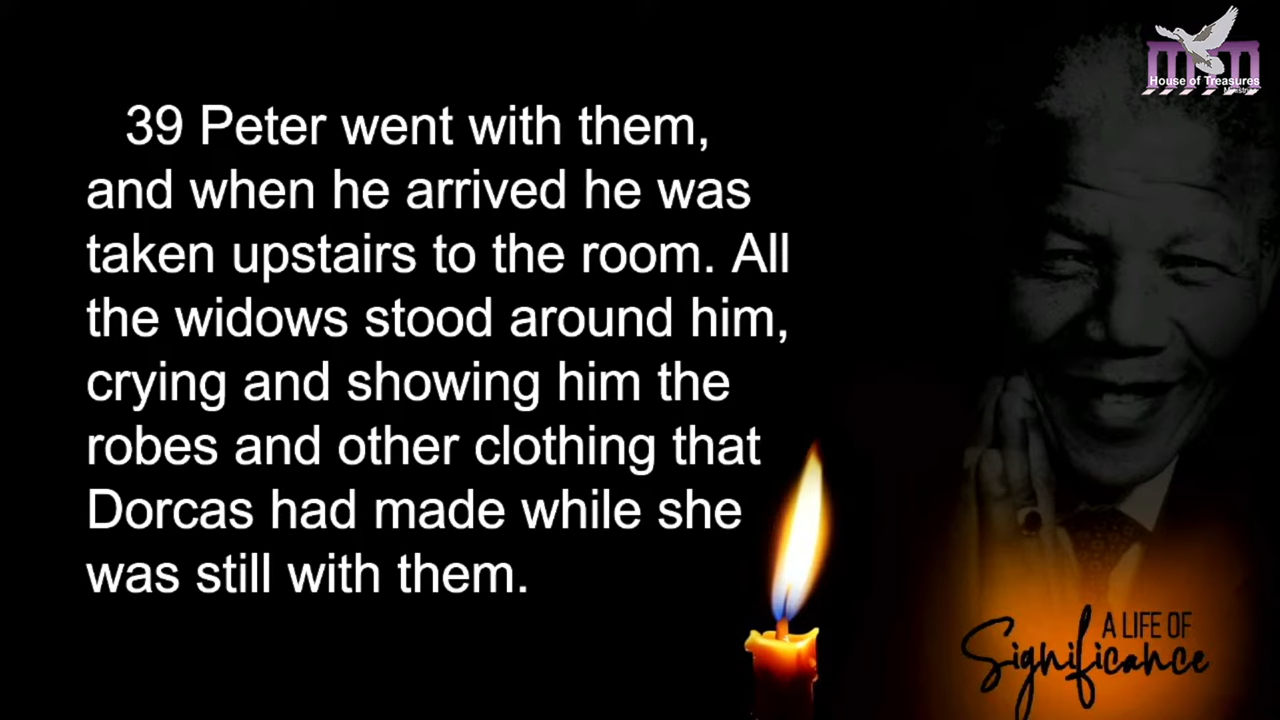 House of Treasures
Ministries
39 Peter went with them,
and when he arrived he was
taken upstairs to the room. All
the widows stood around him,
crying and showing him the
robes and other clothing that
Dorcas had made while she
was still with them.
A LIFE OF
Significance